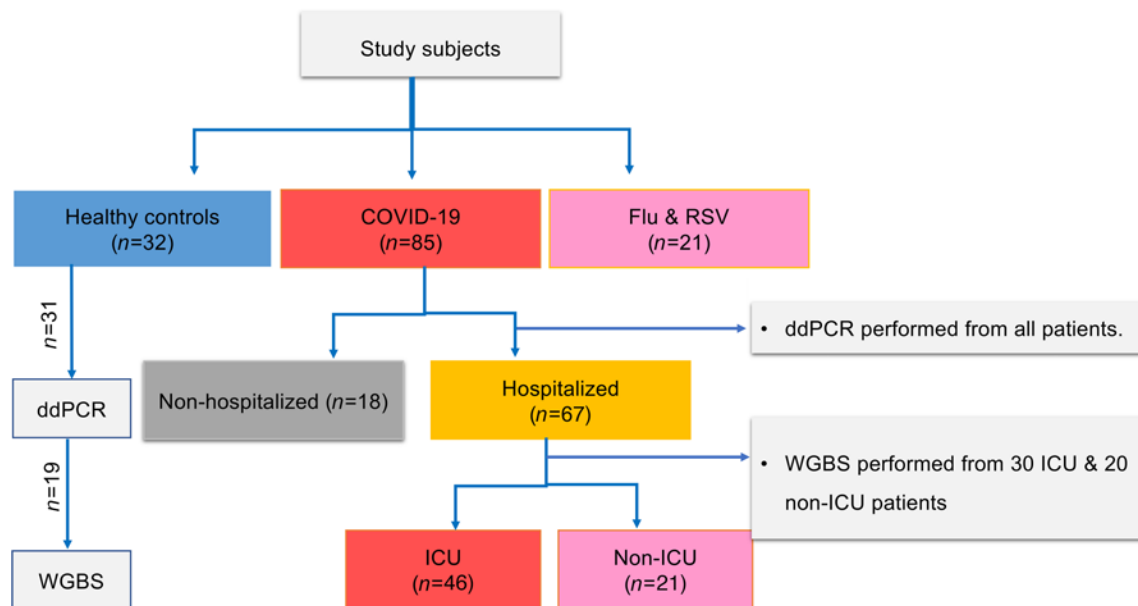 Study subjects
Healthy controls
(n=32)
COVID-19
(n=85)
Flu & RSV
(n=21)
n=31
• ddPCR performed from all patients.
ddPCR
Non-hospitalized (n=18)
Hospitalized
(n=67)
n=19
• WGBS performed from 30 ICU & 20
non-ICU patients
WGBS
ICU
(n=46)
Non-ICU
(n=21)